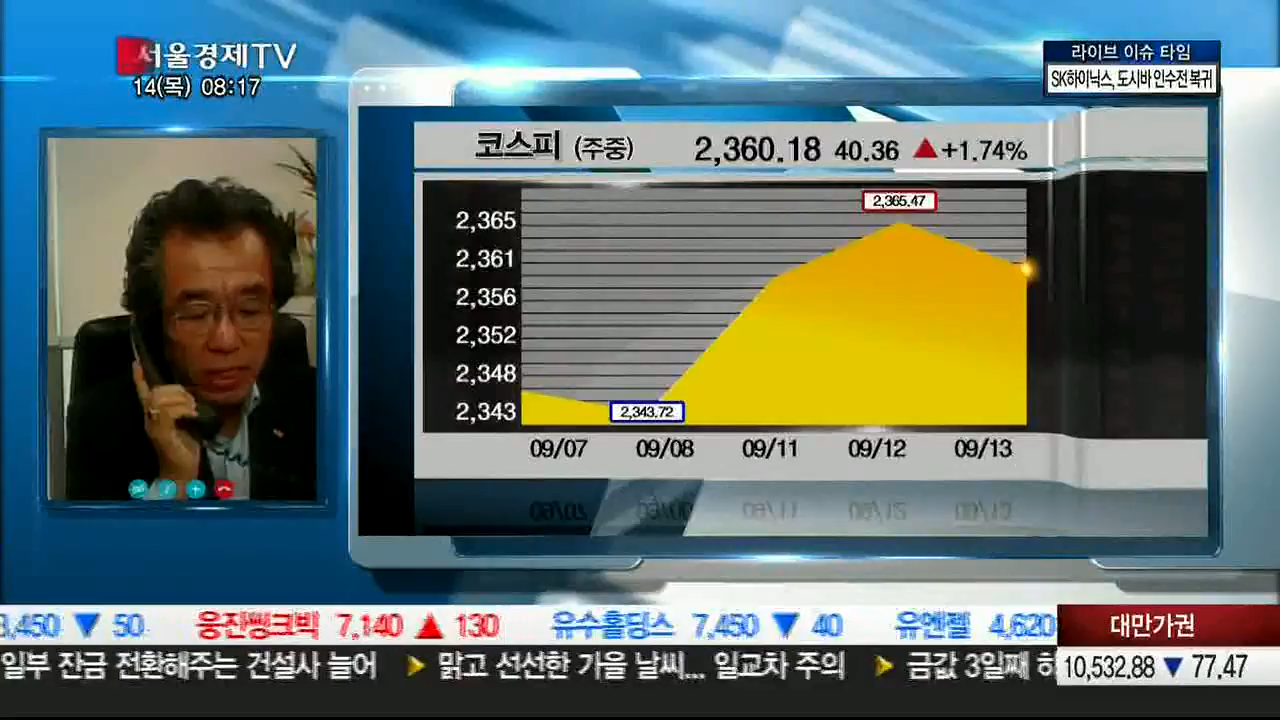 서울경제TV
14(목) 08:17
라이브 이슈 타임
SK하이닉스, 도시바 인수전 복귀
코스피 (주중) 2,360.18 40.36 ▲+1.74%
2,365.47
2,365
2,361
2,356
2,352
2,348
2,343
2,343.72
09/07 09/08 09/11 09/12 09/13
3,450 ▼ 50 웅진씽크빅 7,140 ▲ 130 유수홀딩스 7,450 ▼ 40 유엔젤 4,620
대만가권
일부 잔금 전환해주는 건설사 늘어 맑고 선선한 가을 날씨... 일교차 주의 금값 3일째
10,532.88 ▼ 77.47